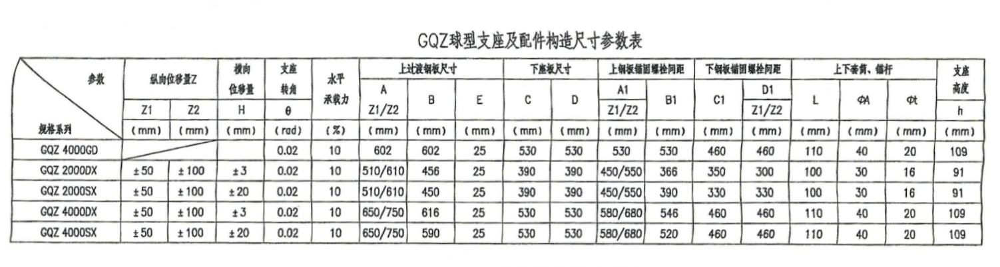 GQZ球型支座及配件构造尺寸参数表
参数 纵向位移量Z 横向位移量 支座转角 水平承载力 上过渡钢板尺寸 下座板尺寸 上钢板锚固螺栓间距 下钢板锚固螺栓间距 上下套筒、锚杆 支座高度
A B E C D A1 B1 C1 D1 L ΦA Φt
Z1 Z2 H θ Z1/Z2 Z1/Z2 Z1/Z2 h
规格系列 (mm) (mm) (mm) (rad) (%) (mm) (mm) (mm) (mm) (mm) (mm) (mm) (mm) (mm) (mm) (mm) (mm) (mm)
GQZ 4000GD 0.02 10 602 602 25 530 530 530 530 460 460 110 40 20 109
GQZ 2000DX ±50 ±100 ±3 0.02 10 510/610 456 25 390 390 450/550 366 350 300 100 30 16 91
GQZ 2000SX ±50 ±100 ±20 0.02 10 510/610 450 25 390 390 450/550 390 330 330 100 30 16 91
GQZ 4000DX ±50 ±100 ±3 0.02 10 650/750 616 25 530 530 580/680 546 460 460 110 40 20 109
GQZ 4000SX ±50 ±100 ±20 0.02 10 650/750 590 25 530 530 580/680 520 460 460 110 40 20 109